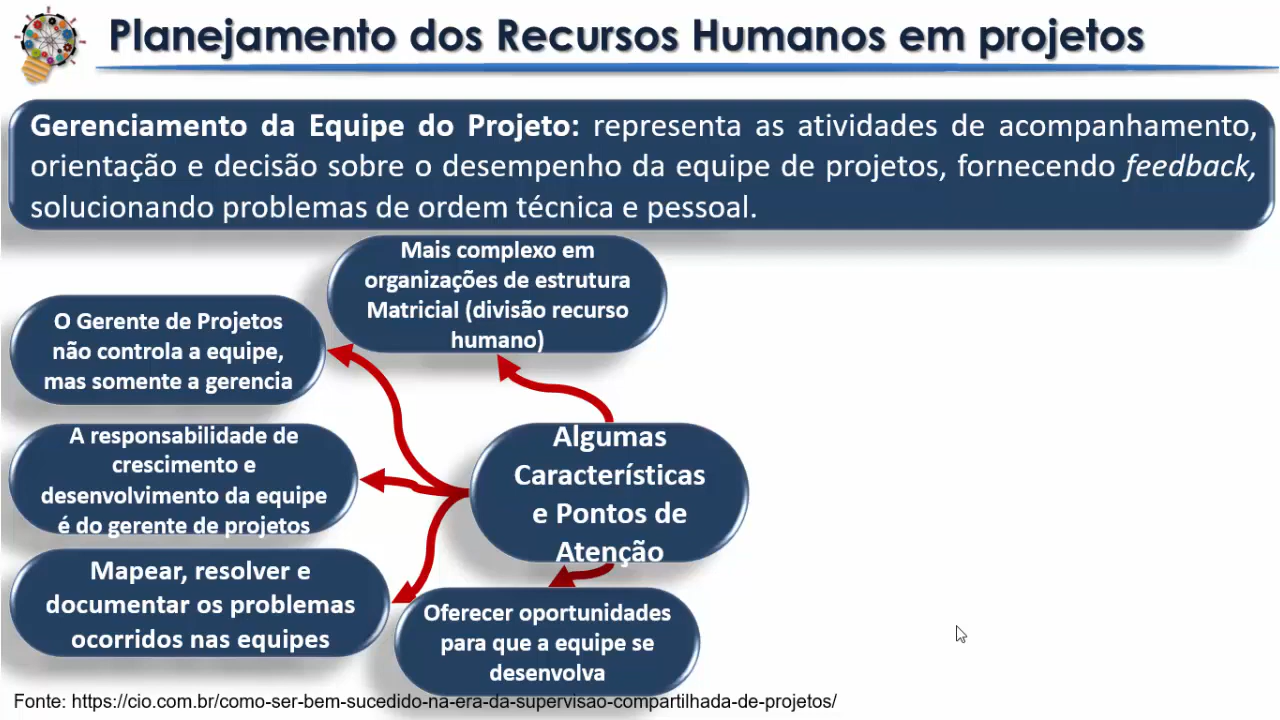 Planejamento dos Recursos Humanos em projetos
Gerenciamento da Equipe do Projeto: representa as atividades de acompanhamento,
orientação e decisão sobre o desempenho da equipe de projetos, fornecendo feedback,
solucionando problemas de ordem técnica e pessoal.
Mais complexo em
organizações de estrutura
Matricial (divisão recurso
humano)
O Gerente de Projetos
não controla a equipe,
mas somente a gerencia
A responsabilidade de
crescimento e
desenvolvimento da equipe
é do gerente de projetos
Algumas
Características
e Pontos de
Atenção
Mapear, resolver e
documentar os problemas
ocorridos nas equipes
Oferecer oportunidades
para que a equipe se
desenvolva
Fonte: https://cio.com.br/como-ser-bem-sucedido-na-era-da-supervisao-compartilhada-de-projetos/